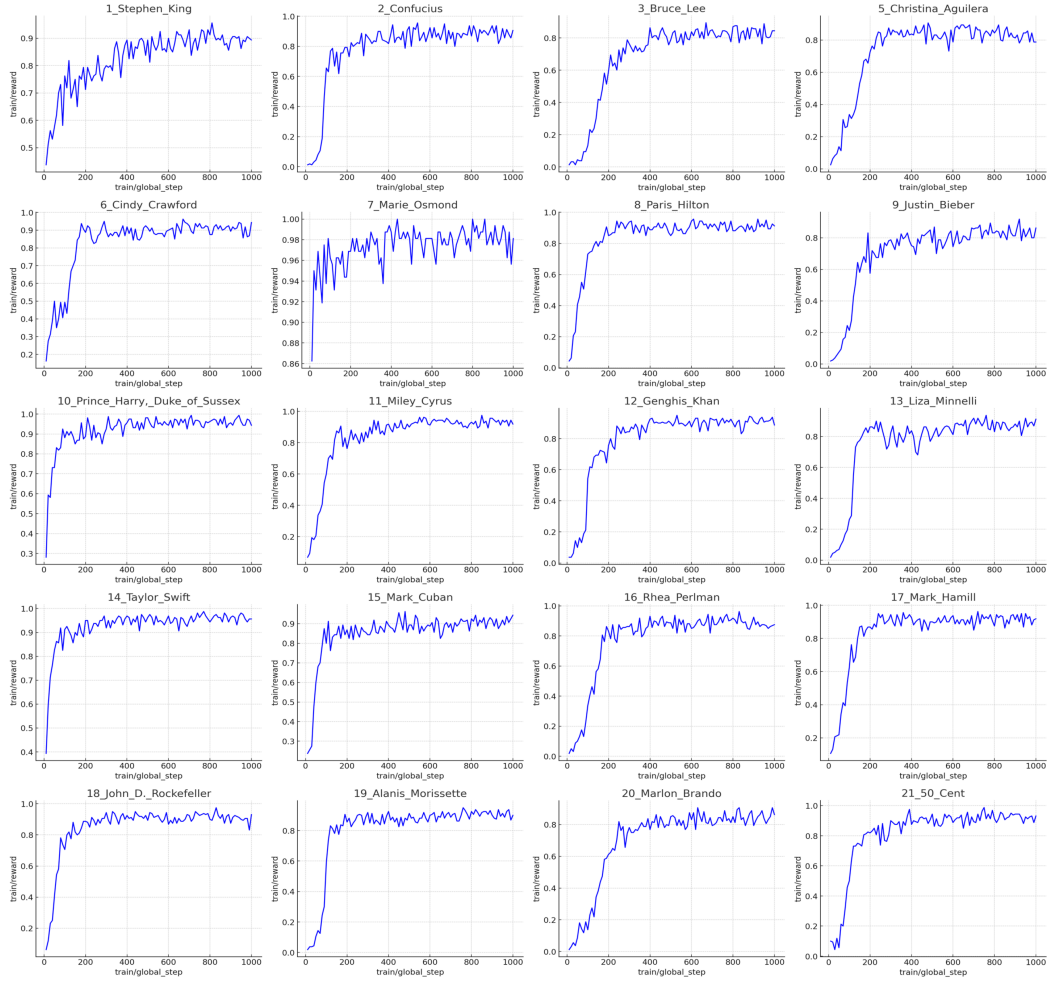 1_Stephen_King
train/reward
0.9
0.8
0.7
0.6
0.5
0 200 400 600 800 1000
train/global_step
2_Confucius
train/reward
1.0
0.8
0.6
0.4
0.2
0.0
0 200 400 600 800 1000
train/global_step
3_Bruce_Lee
train/reward
0.8
0.6
0.4
0.2
0.0
0 200 400 600 800 1000
train/global_step
5_Christina_Aguilera
train/reward
0.8
0.6
0.4
0.2
0.0
0 200 400 600 800 1000
train/global_step
6_Cindy_Crawford
train/reward
1.0
0.9
0.8
0.7
0.6
0.5
0.4
0.3
0.2
0 200 400 600 800 1000
train/global_step
7_Marie_Osmond
train/reward
1.00
0.98
0.96
0.94
0.92
0.90
0.88
0.86
0 200 400 600 800 1000
train/global_step
8_Paris_Hilton
train/reward
1.0
0.8
0.6
0.4
0.2
0.0
0 200 400 600 800 1000
train/global_step
9_Justin_Bieber
train/reward
0.8
0.6
0.4
0.2
0.0
0 200 400 600 800 1000
train/global_step
10_Prince_Harry,_Duke_of_Sussex
train/reward
1.0
0.9
0.8
0.7
0.6
0.5
0.4
0.3
0 200 400 600 800 1000
train/global_step
11_Miley_Cyrus
train/reward
1.0
0.8
0.6
0.4
0.2
0 200 400 600 800 1000
train/global_step
12_Genghis_Khan
train/reward
1.0
0.8
0.6
0.4
0.2
0.0
0 200 400 600 800 1000
train/global_step
13_Liza_Minnelli
train/reward
0.8
0.6
0.4
0.2
0.0
0 200 400 600 800 1000
train/global_step
14_Taylor_Swift
train/reward
1.0
0.9
0.8
0.7
0.6
0.5
0.4
0 200 400 600 800 1000
train/global_step
15_Mark_Cuban
train/reward
0.9
0.8
0.7
0.6
0.5
0.4
0.3
0 200 400 600 800 1000
train/global_step
16_Rhea_Perlman
train/reward
1.0
0.8
0.6
0.4
0.2
0.0
0 200 400 600 800 1000
train/global_step
17_Mark_Hamill
train/reward
1.0
0.8
0.6
0.4
0.2
0 200 400 600 800 1000
train/global_step
18_John_D._Rockefeller
train/reward
1.0
0.8
0.6
0.4
0.2
0 200 400 600 800 1000
train/global_step
19_Alanis_Morissette
train/reward
0.8
0.6
0.4
0.2
0.0
0 200 400 600 800 1000
train/global_step
20_Marlon_Brando
train/reward
0.8
0.6
0.4
0.2
0.0
0 200 400 600 800 1000
train/global_step
21_50_Cent
train/reward
1.0
0.8
0.6
0.4
0.2
0.0
0 200 400 600 800 1000
train/global_step